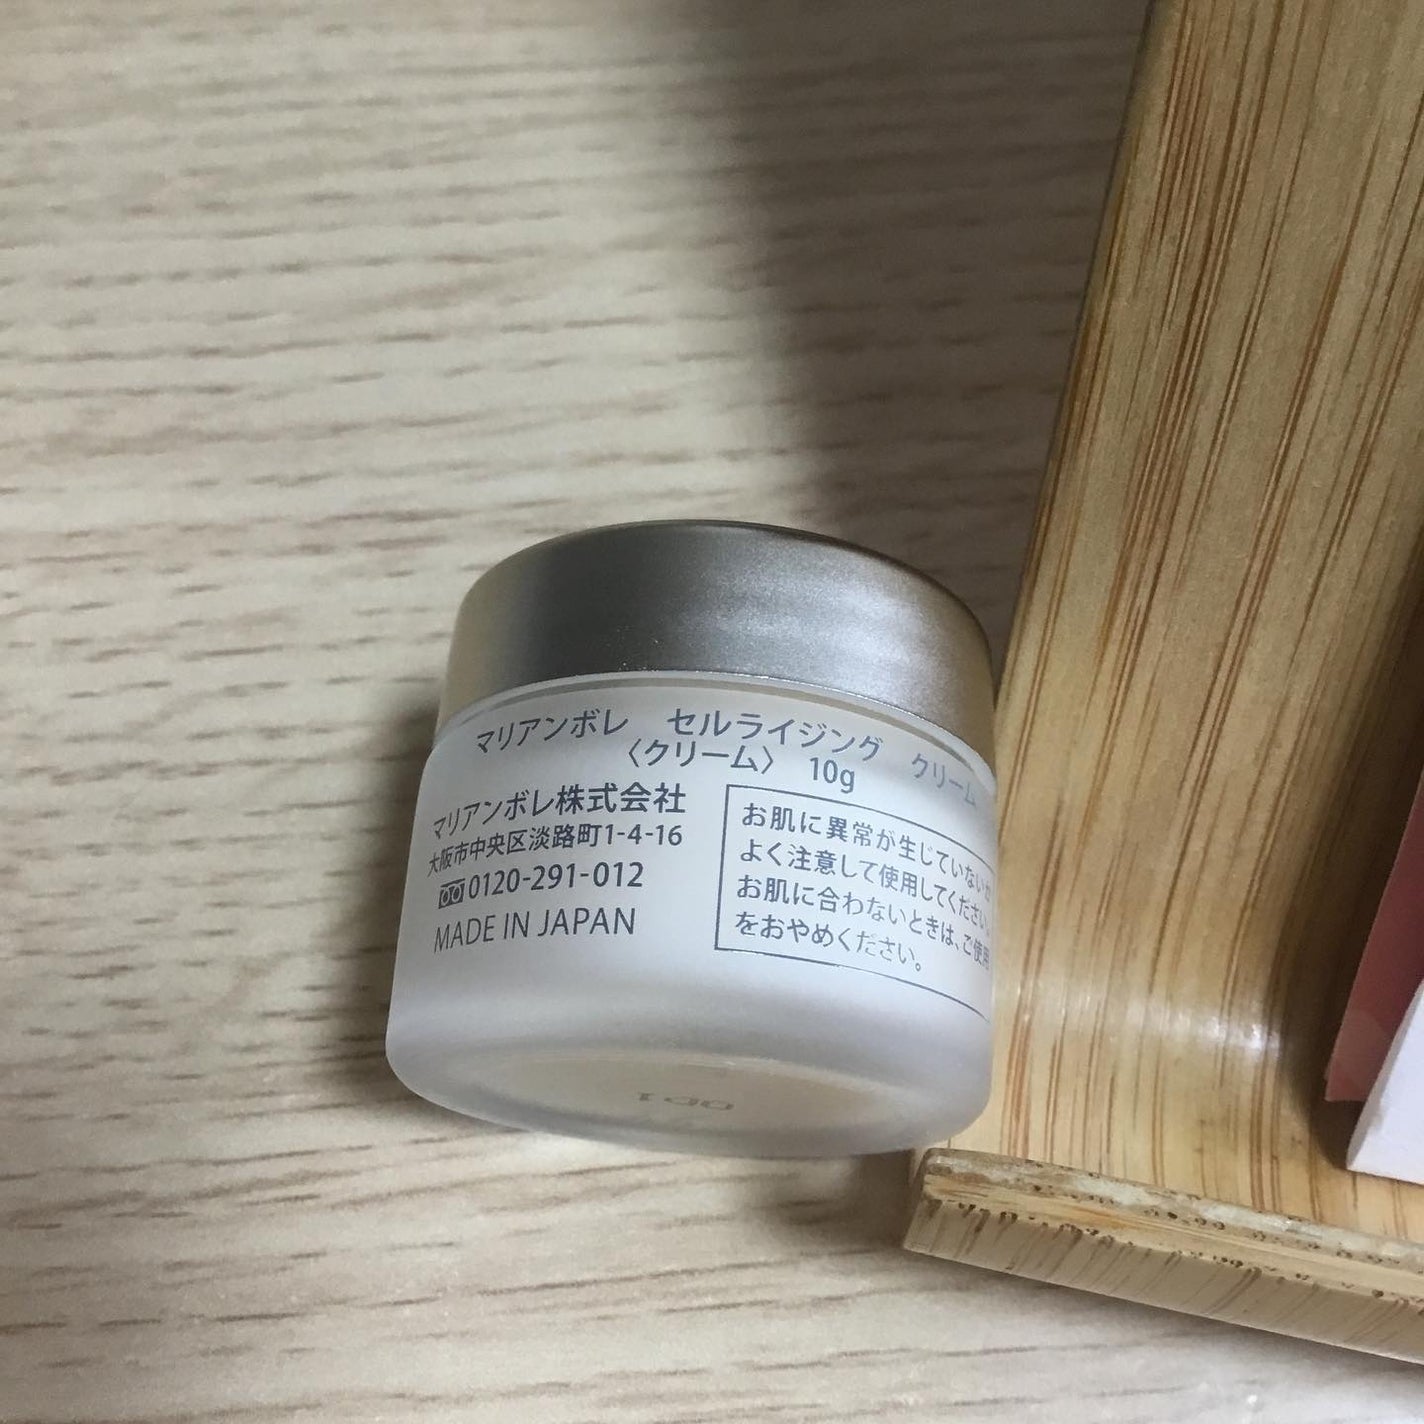 マリアンボレ　セルライジング　クリーム
〈クリーム〉 10g
マリアンボレ株式会社
大阪市中央区淡路町1-4-16
0120-291-012
MADE IN JAPAN
お肌に異常が生じていないか
よく注意して使用してください。
お肌に合わないときは、ご使用
をおやめください。